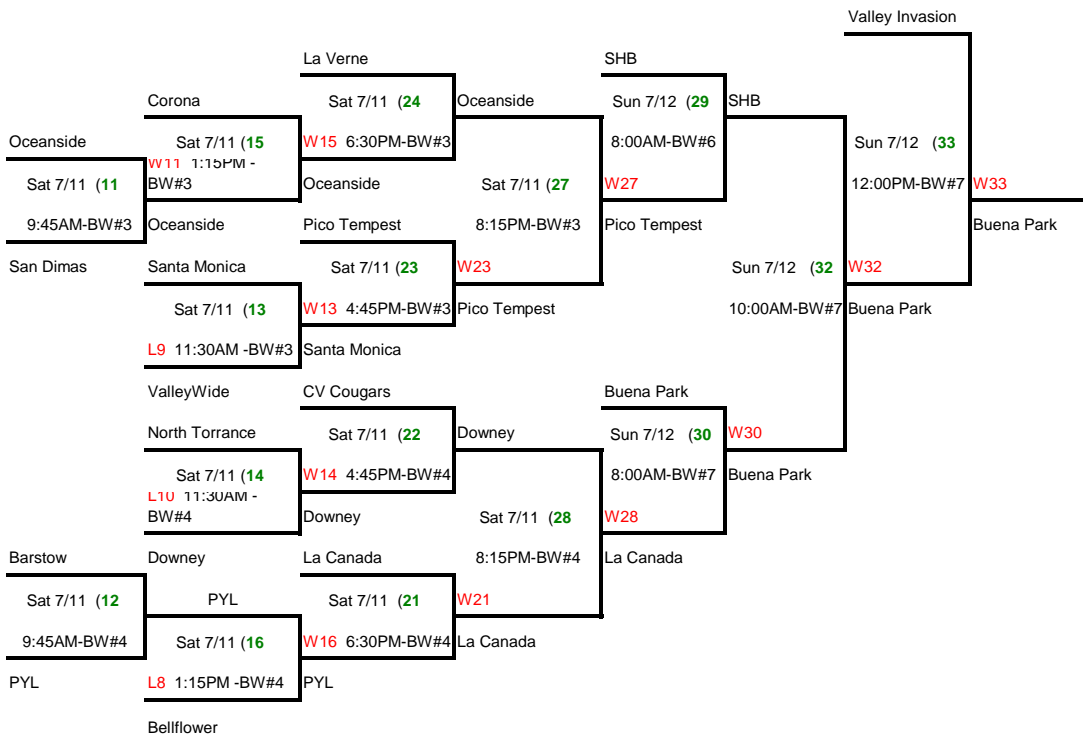 Valley Invasion
La Verne
SHB
Corona
Sat 7/11 (24
Oceanside
Sun 7/12 (29
SHB
Oceanside
Sat 7/11 (15
W15 6:30PM-BW#3
8:00AM-BW#6
Sun 7/12 (33
W11 1:15PM -
BW#3
Sat 7/11 (11
Oceanside
Sat 7/11 (27
W27
12:00PM-BW#7
W33
9:45AM-BW#3
Oceanside
Pico Tempest
8:15PM-BW#3
Pico Tempest
Buena Park
San Dimas
Santa Monica
Sat 7/11 (23
W23
Sun 7/12 (32
W32
Sat 7/11 (13
W13 4:45PM-BW#3
Pico Tempest
10:00AM-BW#7
Buena Park
L9 11:30AM -BW#3
Santa Monica
ValleyWide
CV Cougars
Buena Park
North Torrance
Sat 7/11 (22
Downey
Sun 7/12 (30
W30
Sat 7/11 (14
W14 4:45PM-BW#4
8:00AM-BW#7
Buena Park
L10 11:30AM -
BW#4
Downey
Sat 7/11 (28
W28
Barstow
Downey
La Canada
8:15PM-BW#4
La Canada
Sat 7/11 (12
PYL
Sat 7/11 (21
W21
9:45AM-BW#4
Sat 7/11 (16
W16 6:30PM-BW#4
La Canada
PYL
L8 1:15PM -BW#4
PYL
Bellflower